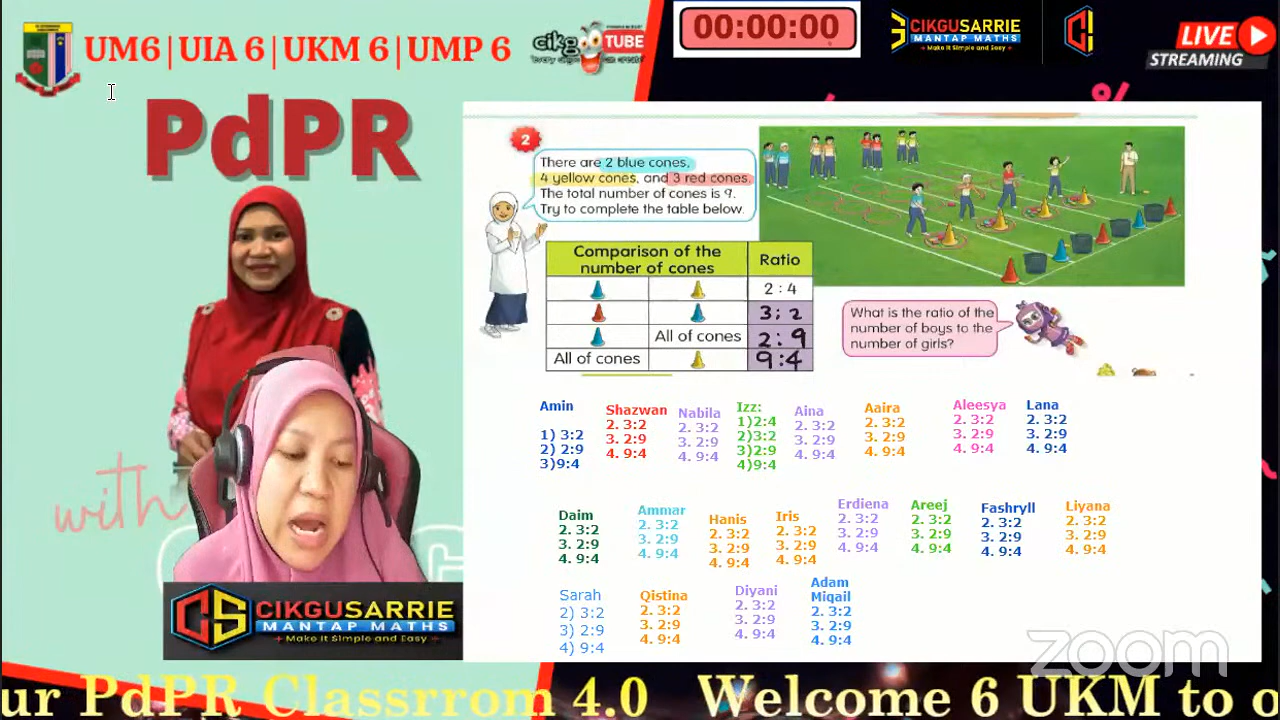 UM6|UIA6|UKM 6|UMP 6
cikgooTUBE
"every cikgu can create"
00:00:00
CIKGUSARRIE
MANTAP MATHS
Make It Simple and Easy
LIVE
STREAMING
PdPR
with
2
There are 2 blue cones,
4 yellow cones, and 3 red cones.
The total number of cones is 9.
Try to complete the table below.
Comparison of the
number of cones
Ratio
2 : 4
3 : 2
All of cones
2 : 9
All of cones
9:4
What is the ratio of the
number of boys to the
number of girls?
Amin
1) 3:2
2) 2:9
3)9:4
Shazwan
2. 3:2
3. 2:9
4. 9:4
Nabila
2. 3:2
3. 2:9
4. 9:4
Izz:
1)2:4
2)3:2
3)2:9
4)9:4
Aina
2. 3:2
3. 2:9
4. 9:4
Aaira
2. 3:2
3. 2:9
4. 9:4
Aleesya
2. 3:2
3. 2:9
4. 9:4
Lana
2. 3:2
3. 2:9
4. 9:4
Daim
2. 3:2
3. 2:9
4. 9:4
Ammar
2. 3:2
3. 2:9
4. 9:4
Hanis
2. 3:2
3. 2:9
4. 9:4
Iris
2. 3:2
3. 2:9
4. 9:4
Erdiena
2. 3:2
3. 2:9
4. 9:4
Areej
2. 3:2
3. 2:9
4. 9:4
Fashryll
2. 3:2
3. 2:9
4. 9:4
Liyana
2. 3:2
3. 2:9
4. 9:4
Sarah
2) 3:2
3) 2:9
4) 9:4
Qistina
2. 3:2
3. 2:9
4. 9:4
Diyani
2. 3:2
3. 2:9
4. 9:4
Adam
Miqail
2. 3:2
3. 2:9
4. 9:4
CS CIKGUSARRIE
MANTAP MATHS
Make It Simple and Easy
zoom
ur PdPR Classrrom 4.0 Welcome 6 UKM to o